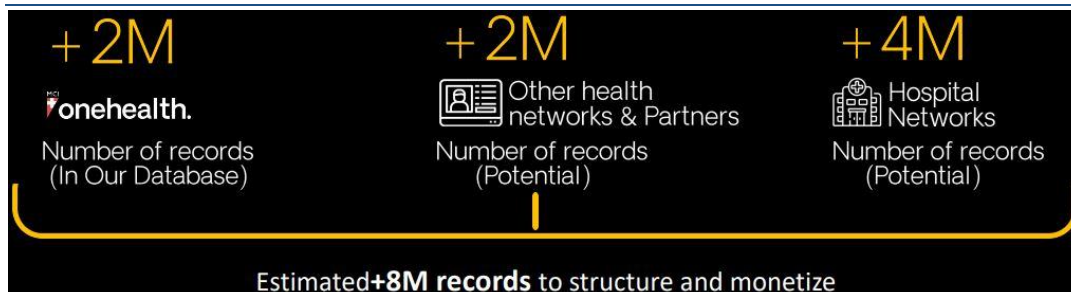 +2M
MCI
onehealth.
Number of records
(In Our Database)
+2M
Other health
networks & Partners
Number of records
(Potential)
+4M
Hospital
Networks
Number of records
(Potential)
Estimated+8M records to structure and monetize